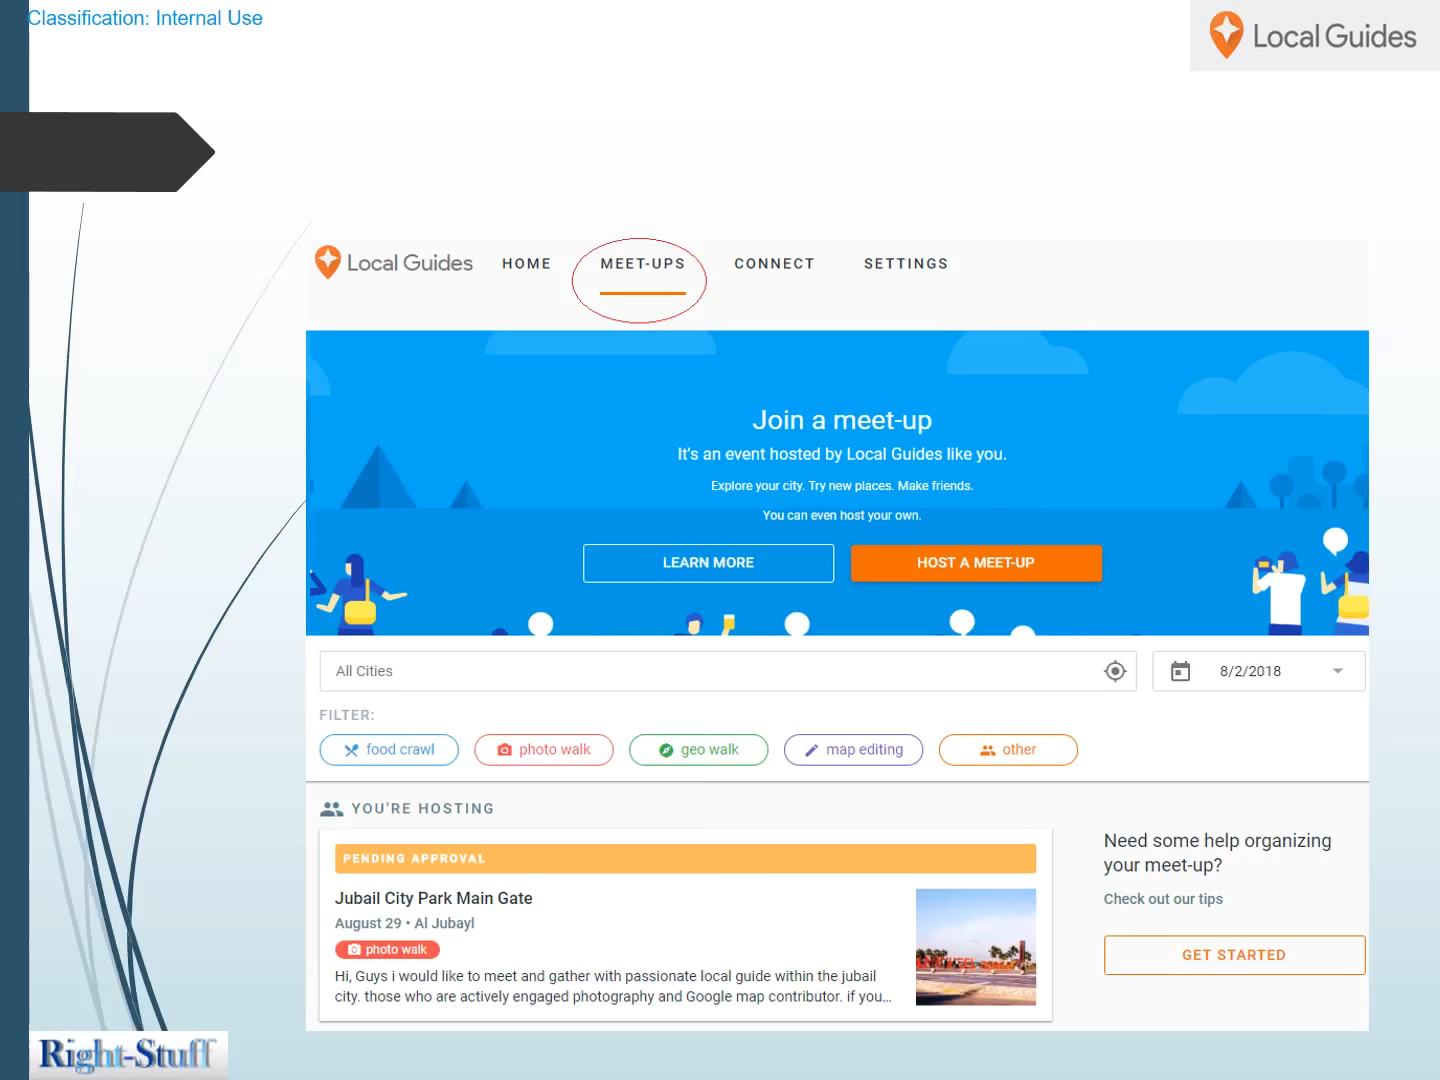 Classification: Internal Use
Local Guides
Local Guides HOME MEET-UPS CONNECT SETTINGS
Join a meet-up
It's an event hosted by Local Guides like you.
Explore your city. Try new places. Make friends.
You can even host your own.
LEARN MORE HOST A MEET-UP
All Cities 8/2/2018
FILTER:
food crawl photo walk geo walk map editing other
YOU'RE HOSTING
PENDING APPROVAL
Jubail City Park Main Gate
August 29 • Al Jubayl
photo walk
Hi, Guys i would like to meet and gather with passionate local guide within the jubail
city. those who are actively engaged photography and Google map contributor. if you...
Need some help organizing
your meet-up?
Check out our tips
GET STARTED
Right-Stuff